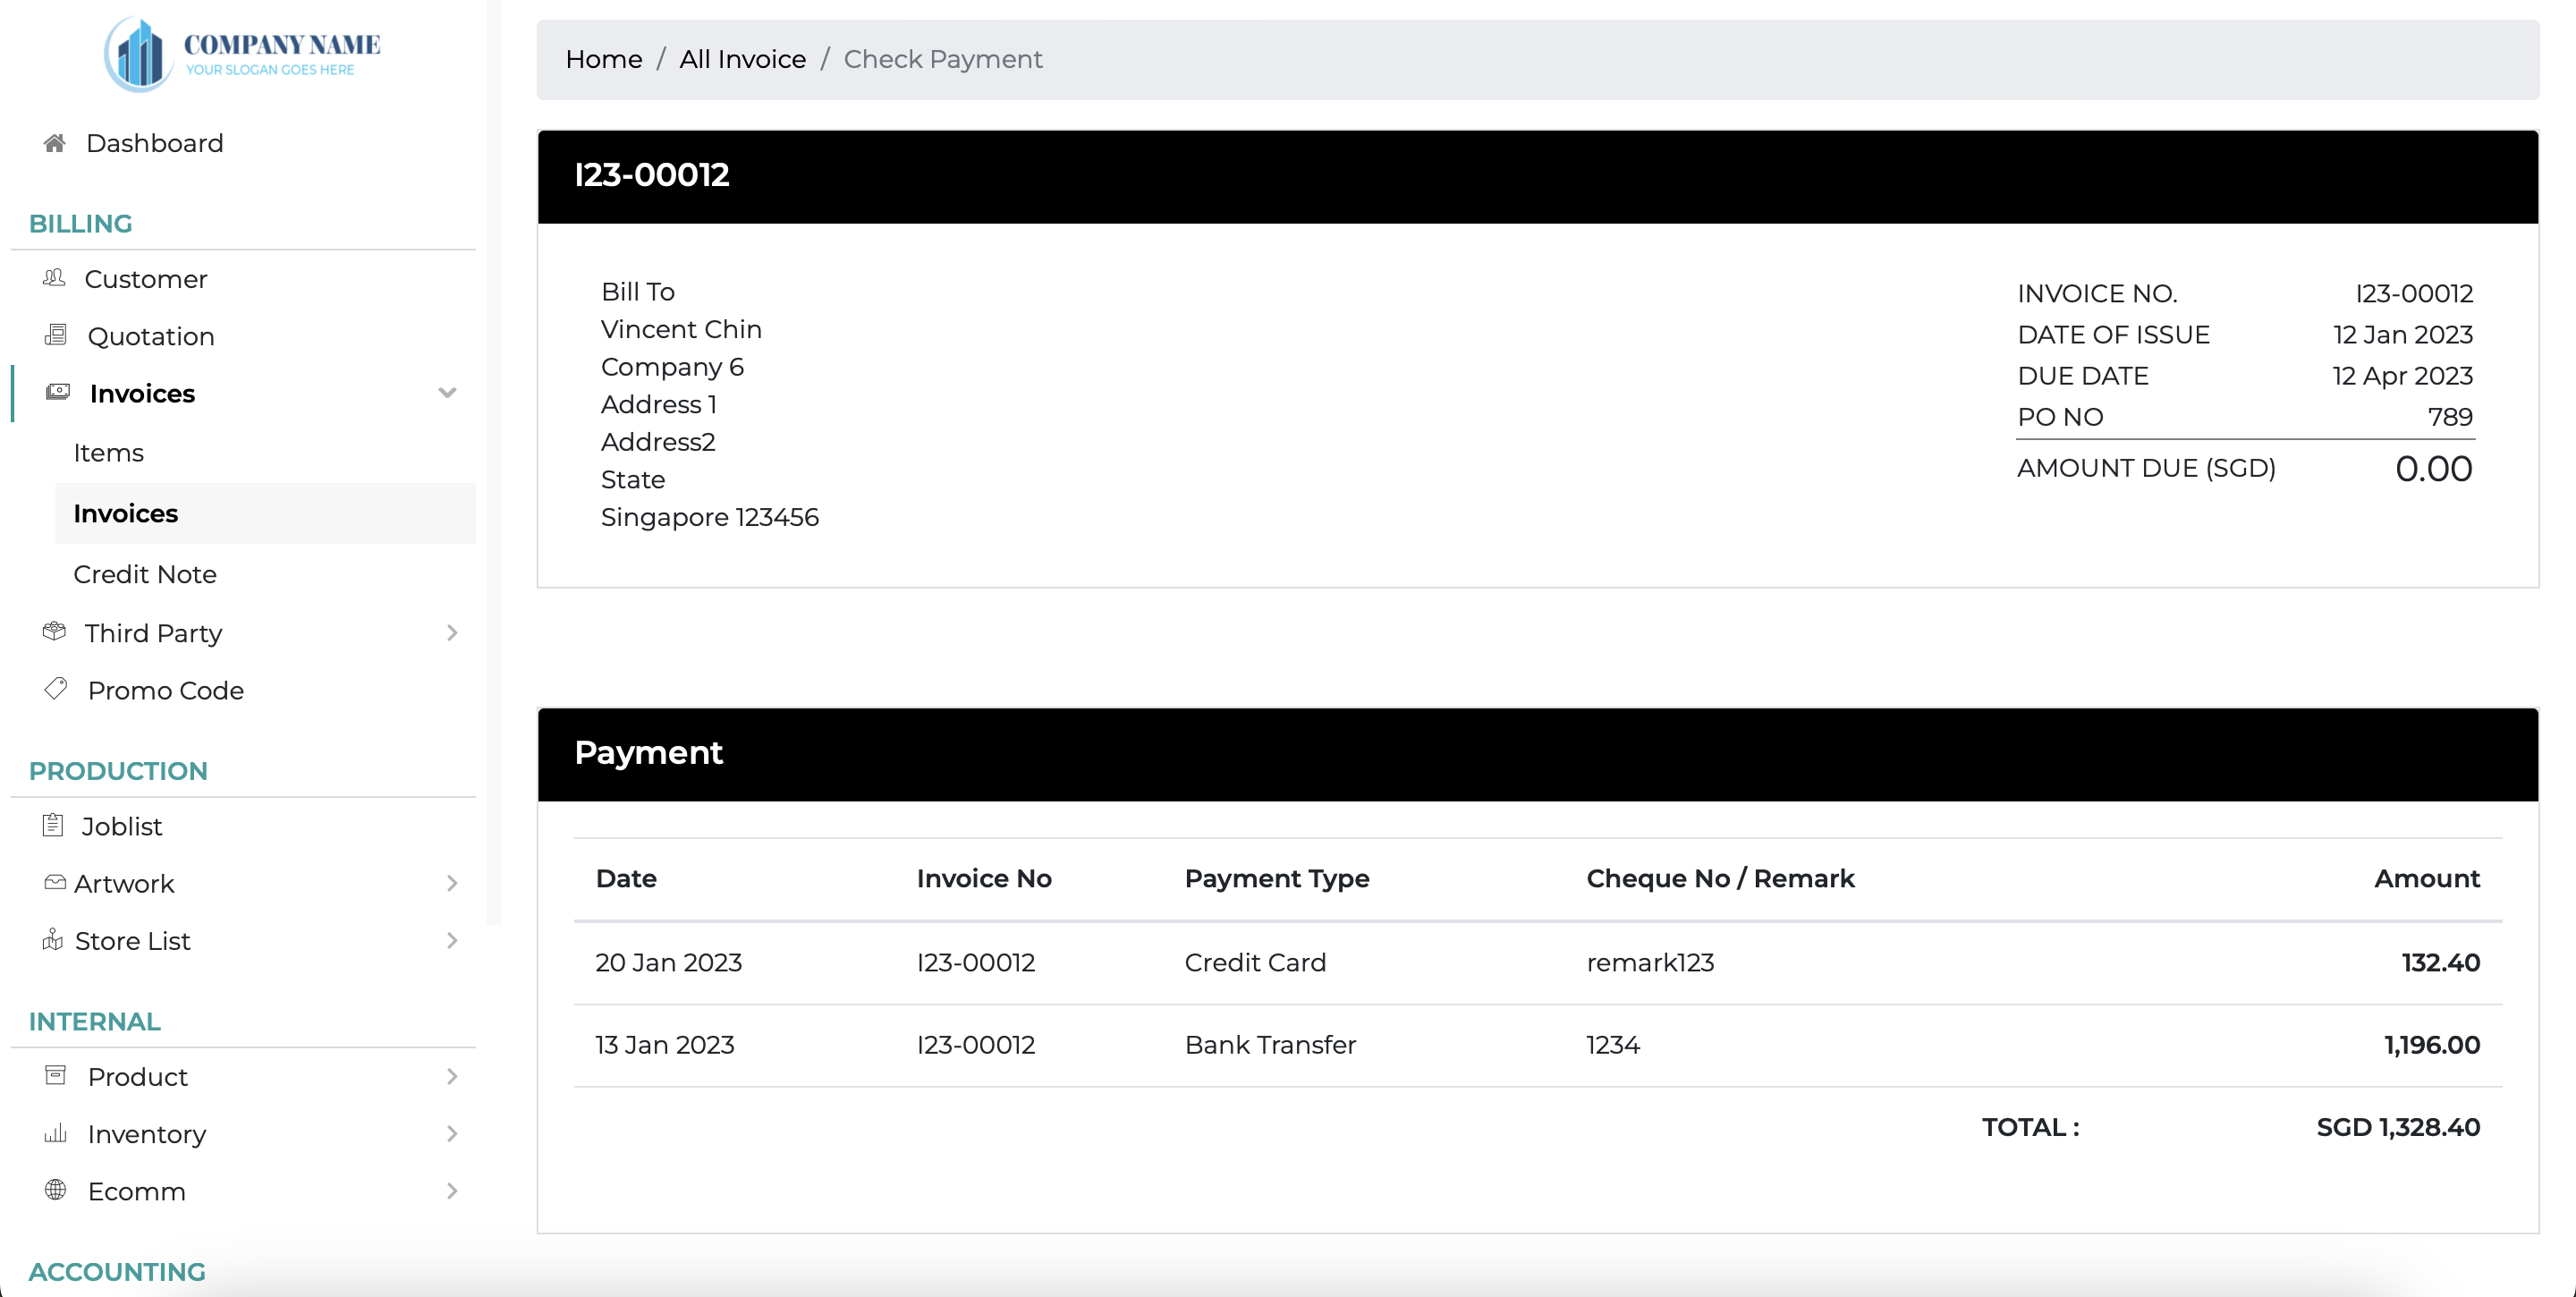 COMPANY NAME
YOUR SLOGAN GOES HERE
Dashboard
BILLING
Customer
Quotation
Invoices
Items
Invoices
Credit Note
Third Party
Promo Code
PRODUCTION
Joblist
Artwork
Store List
INTERNAL
Product
Inventory
Ecomm
ACCOUNTING
Home / All Invoice / Check Payment
I23-00012
Bill To
Vincent Chin
Company 6
Address 1
Address2
State
Singapore 123456
INVOICE NO. I23-00012
DATE OF ISSUE 12 Jan 2023
DUE DATE 12 Apr 2023
PO NO 789
AMOUNT DUE (SGD) 0.00
Payment
Date Invoice No Payment Type Cheque No / Remark Amount
20 Jan 2023 I23-00012 Credit Card remark123 132.40
13 Jan 2023 I23-00012 Bank Transfer 1234 1,196.00
TOTAL : SGD 1,328.40